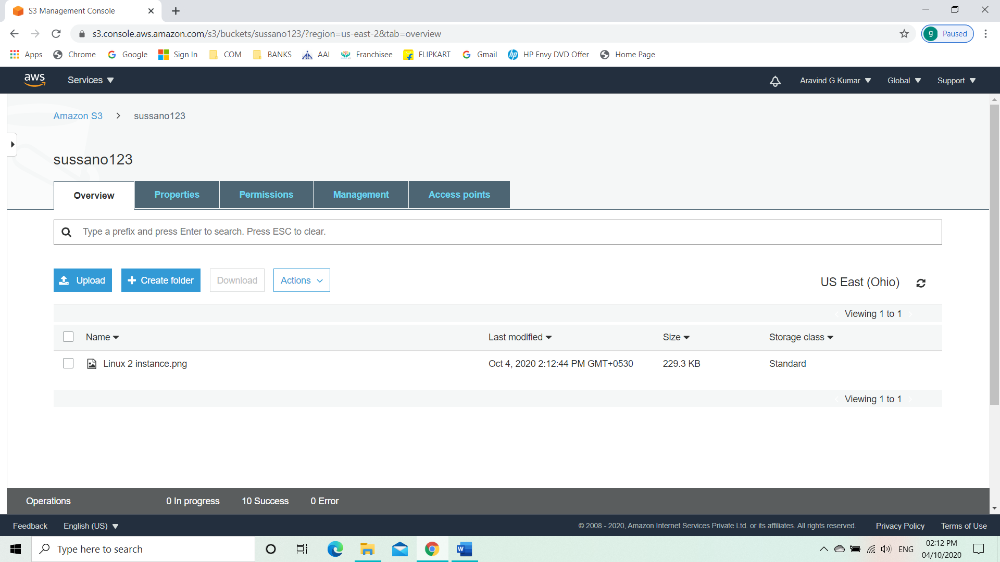 S3 Management Console
s3.console.aws.amazon.com/s3/buckets/sussano123/?region=us-east-2&tab=overview
g Paused
Apps Chrome Google Sign In COM BANKS AAI Franchisee FLIPKART Gmail HP Envy DVD Offer Home Page
aws Services Aravind G Kumar Global Support
Amazon S3 > sussano123
sussano123
Overview Properties Permissions Management Access points
Type a prefix and press Enter to search. Press ESC to clear.
Upload + Create folder Download Actions US East (Ohio)
Viewing 1 to 1
Name Last modified Size Storage class
Linux 2 instance.png Oct 4, 2020 2:12:44 PM GMT+0530 229.3 KB Standard
Viewing 1 to 1
Operations 0 In progress 10 Success 0 Error
Feedback English (US) © 2008 - 2020, Amazon Internet Services Private Ltd. or its affiliates. All rights reserved. Privacy Policy Terms of Use
Type here to search ENG 02:12 PM
04/10/2020